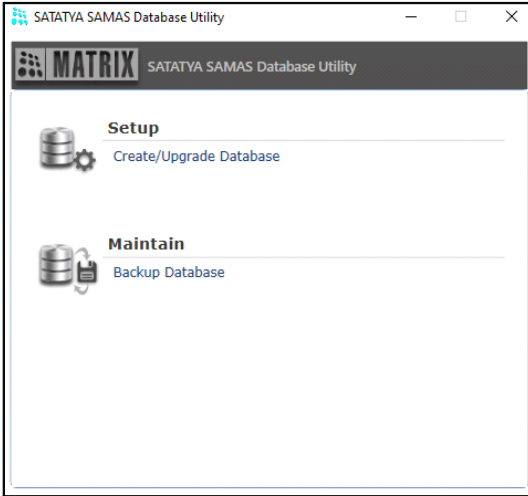 SATATYA SAMAS Database Utility
MATRIX SATATYA SAMAS Database Utility
Setup
Create/Upgrade Database
Maintain
Backup Database